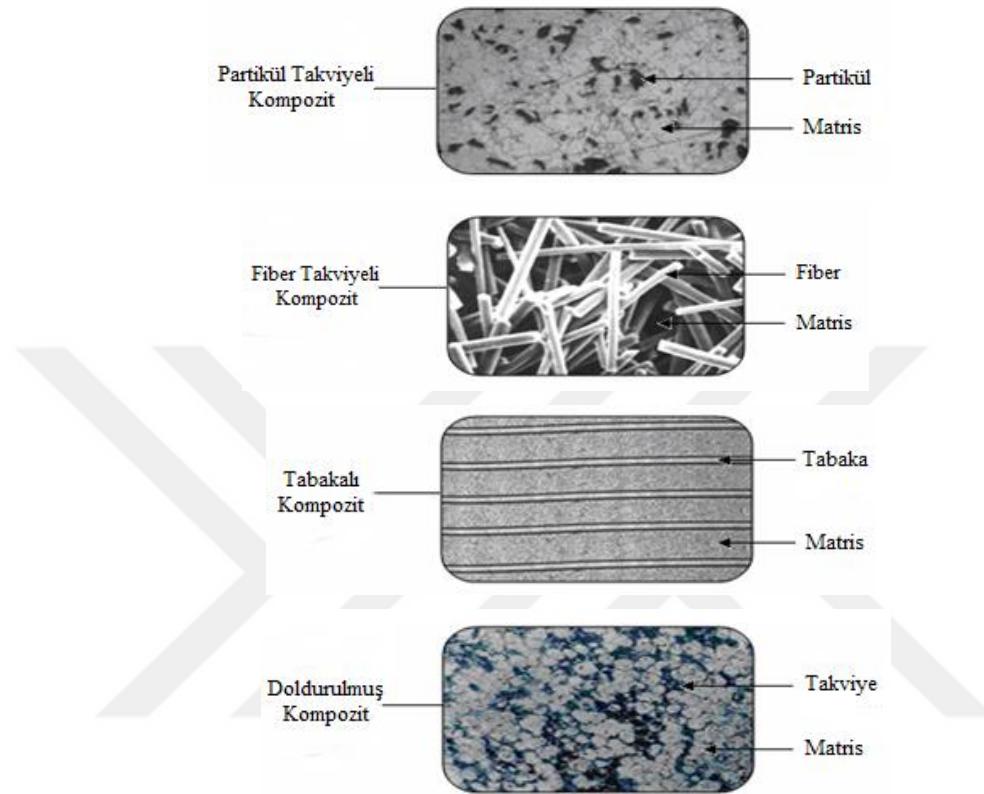 Partikül Takviyeli
Kompozit
Partikül
Matris
Fiber Takviyeli
Kompozit
Fiber
Matris
Tabakalı
Kompozit
Tabaka
Matris
Doldurulmuş
Kompozit
Takviye
Matris